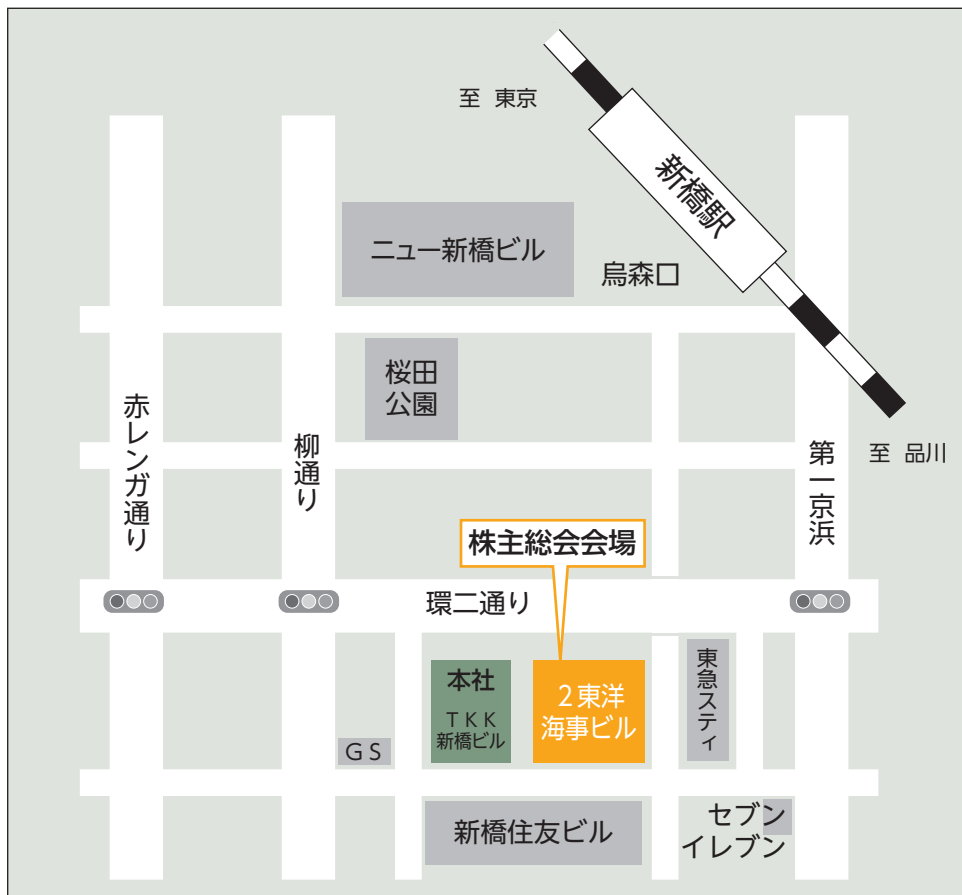 至 東京
新橋駅
ニュー新橋ビル
烏森口
桜田
公園
赤レンガ通り
柳通り
第一京浜
至 品川
株主総会会場
環二通り
本社
TKK
新橋ビル
2東洋
海事ビル
東急スティ
GS
新橋住友ビル
セブン
イレブン